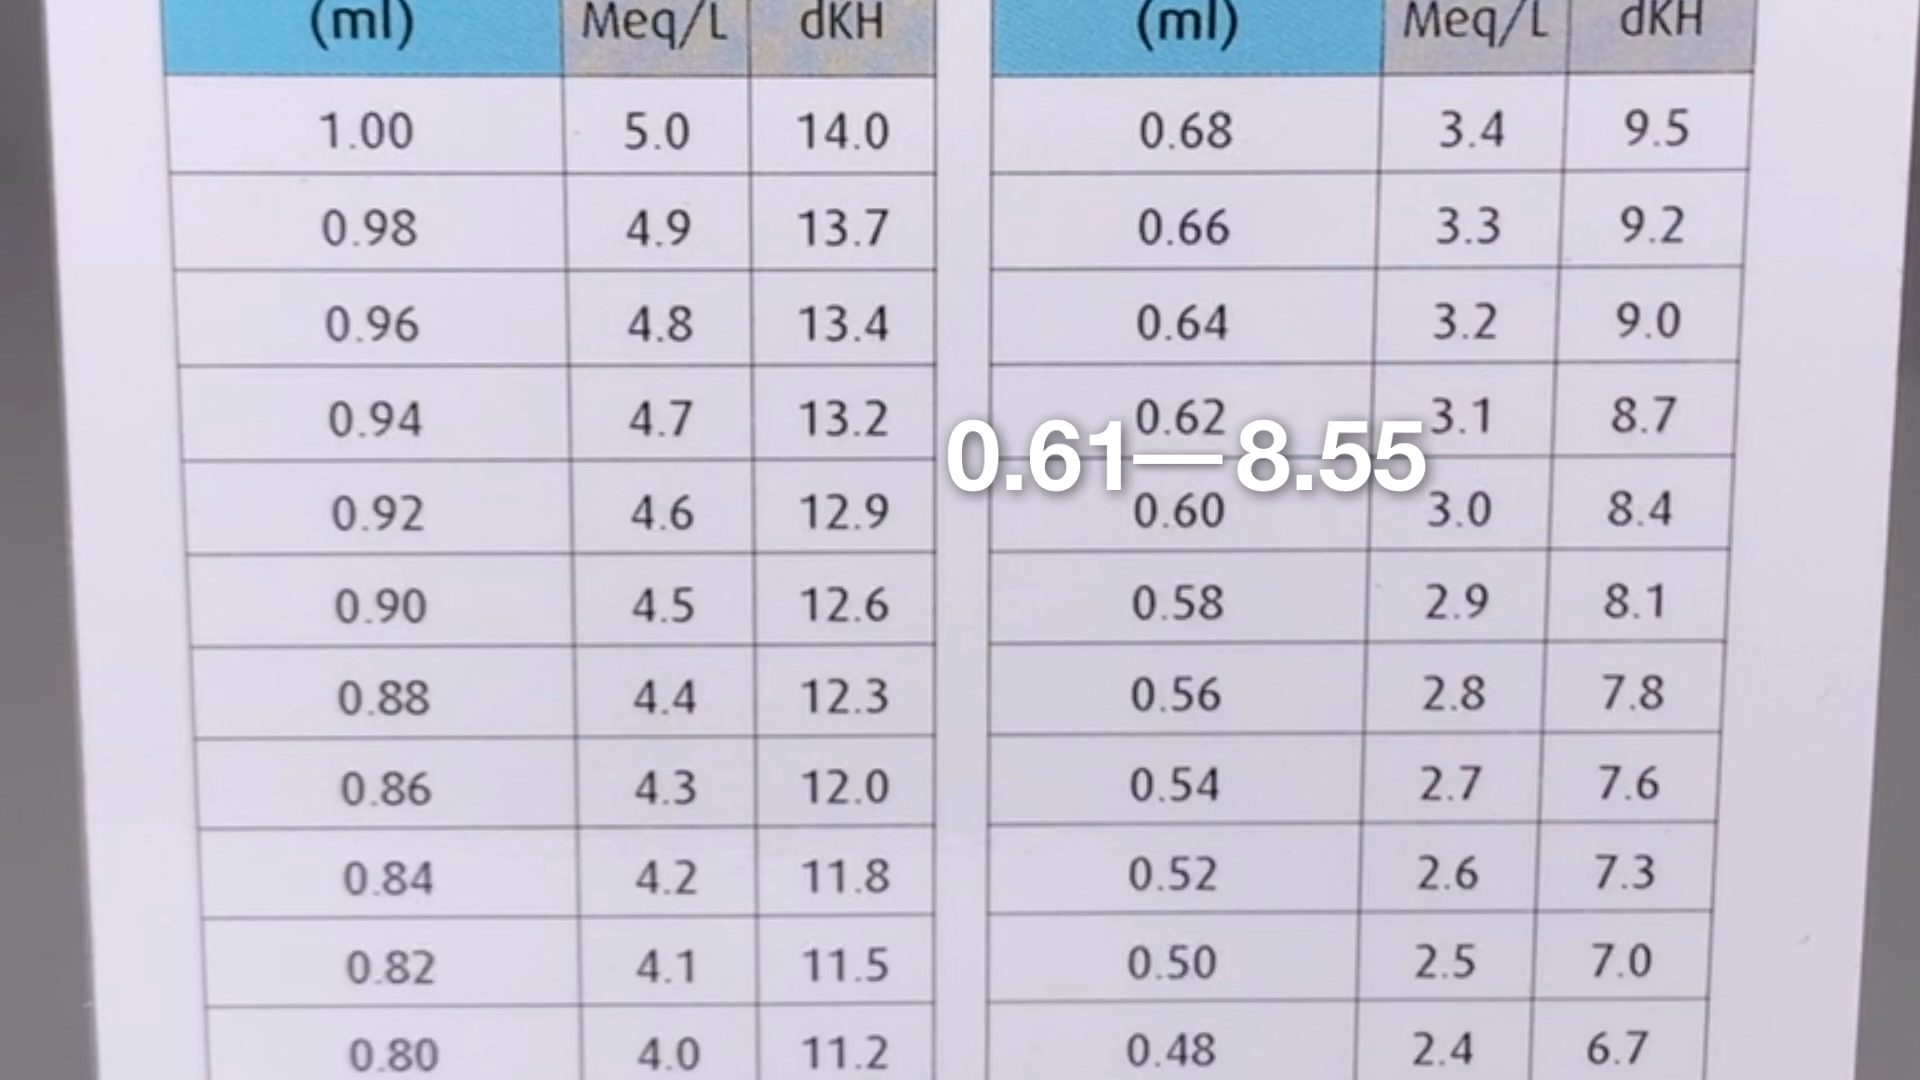 (ml) Meq/L dKH (ml) Meq/L dKH
1.00 5.0 14.0 0.68 3.4 9.5
0.98 4.9 13.7 0.66 3.3 9.2
0.96 4.8 13.4 0.64 3.2 9.0
0.94 4.7 13.2 0.62 3.1 8.7
0.61—8.55
0.92 4.6 12.9 0.60 3.0 8.4
0.90 4.5 12.6 0.58 2.9 8.1
0.88 4.4 12.3 0.56 2.8 7.8
0.86 4.3 12.0 0.54 2.7 7.6
0.84 4.2 11.8 0.52 2.6 7.3
0.82 4.1 11.5 0.50 2.5 7.0
0.80 4.0 11.2 0.48 2.4 6.7